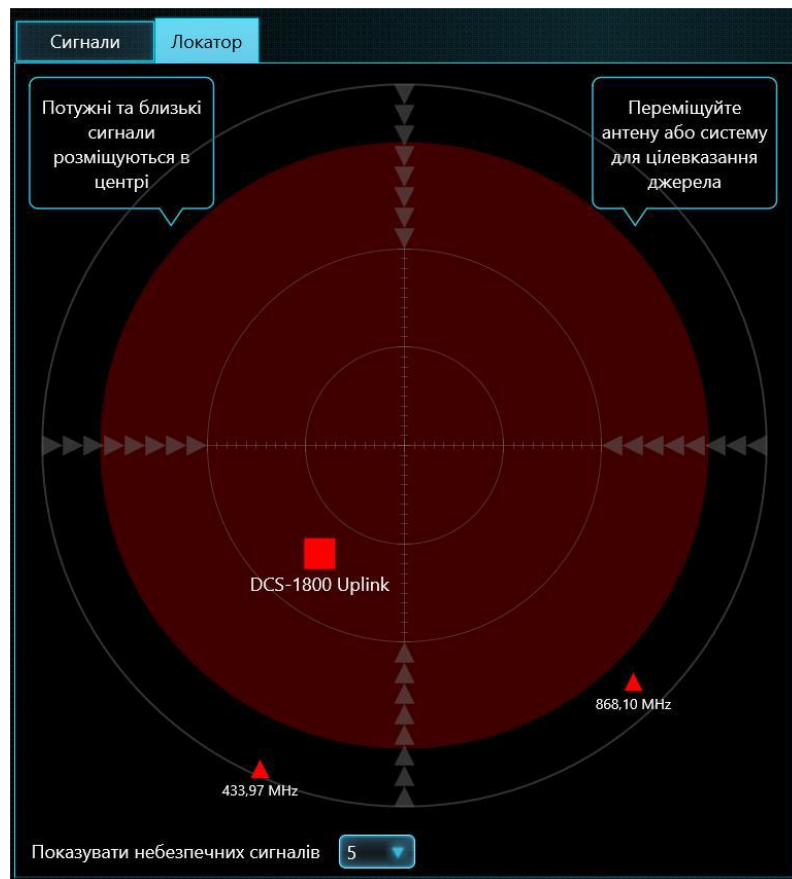 Сигнали
Локатор
Потужні та близькі
сигнали
розміщуються в
центрі
Переміщуйте
антену або систему
для цілевказання
джерела
DCS-1800 Uplink
868,10 MHz
433,97 MHz
Показувати небезпечних сигналів 5